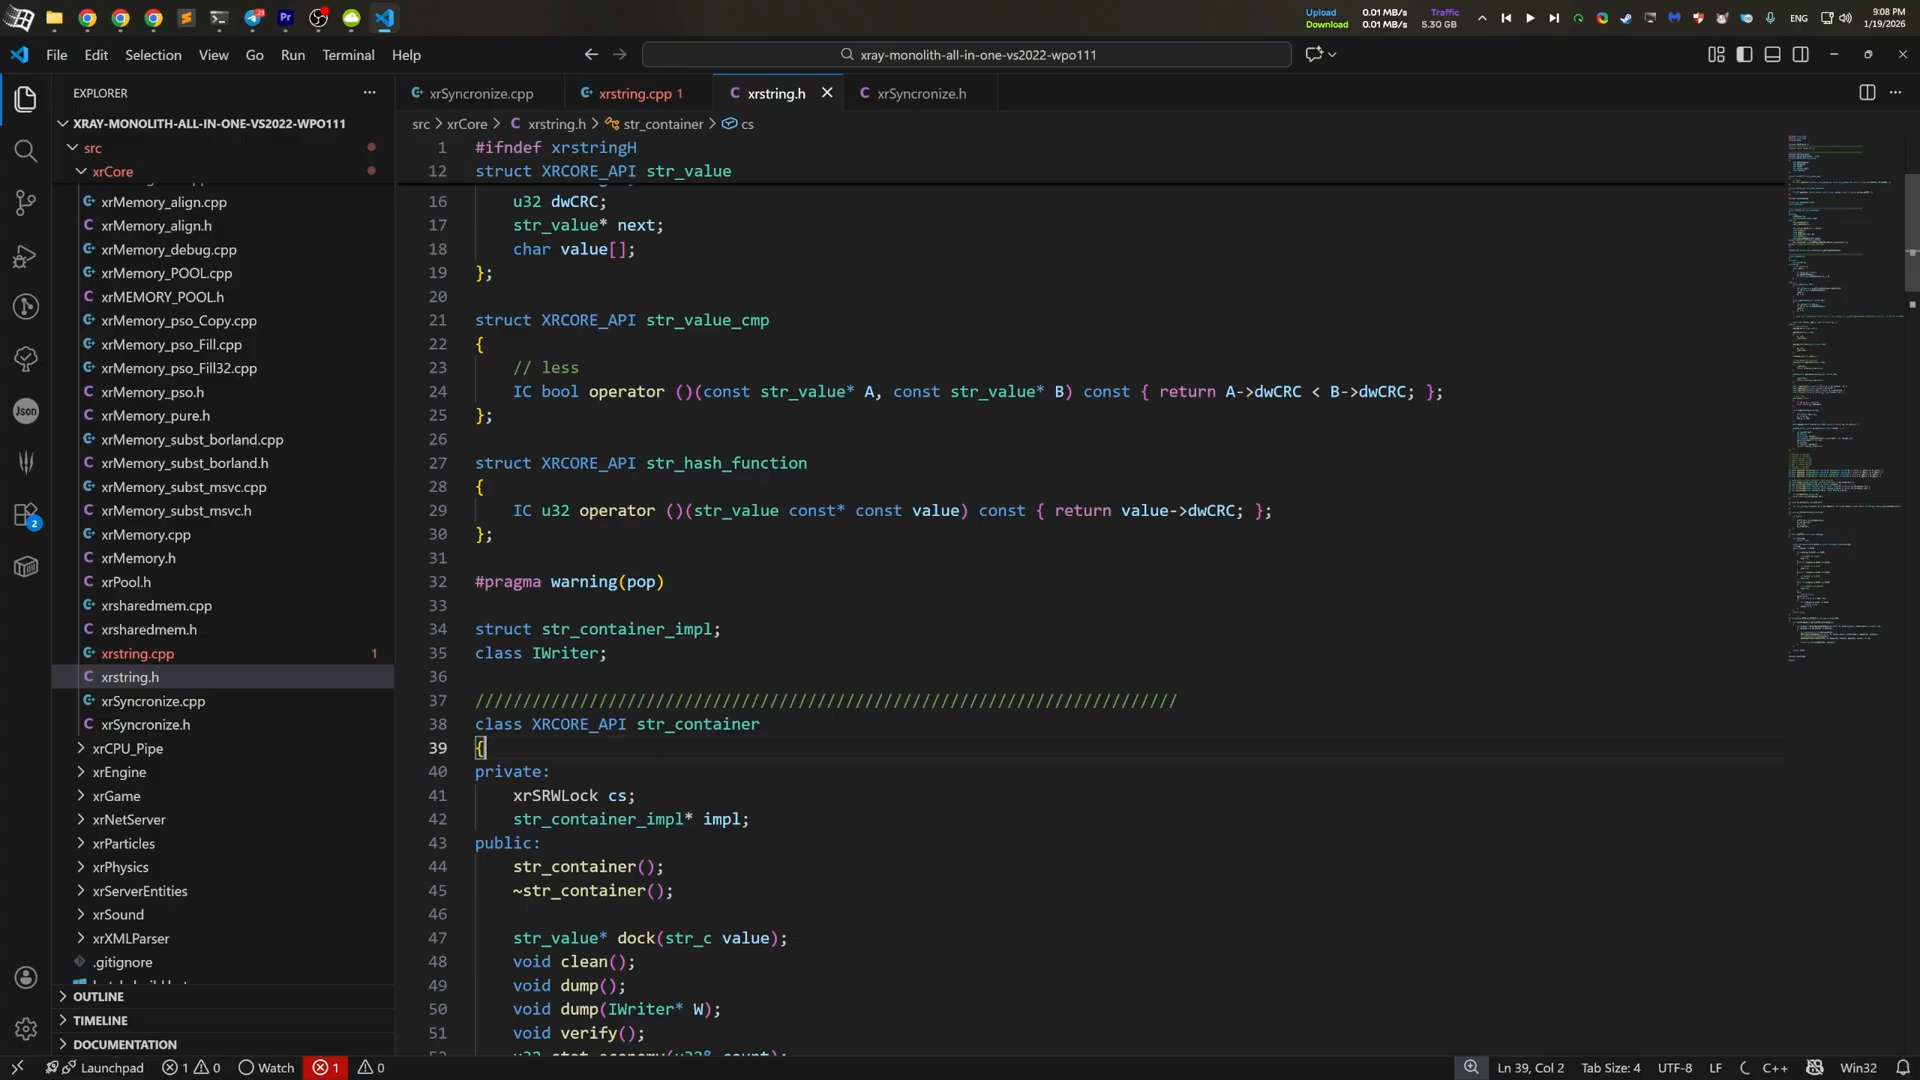 Upload 0.01 MB/s Traffic
Download 0.01 MB/s 5.30 GB
ENG
9:08 PM
1/19/2026
File Edit Selection View Go Run Terminal Help
xray-monolith-all-in-one-vs2022-wpo111
EXPLORER
XRAY-MONOLITH-ALL-IN-ONE-VS2022-WPO111
src
xrCore
xrMemory_align.cpp
xrMemory_align.h
xrMemory_debug.cpp
xrMemory_POOL.cpp
xrMEMORY_POOL.h
xrMemory_pso_Copy.cpp
xrMemory_pso_Fill.cpp
xrMemory_pso_Fill32.cpp
xrMemory_pso.h
xrMemory_pure.h
xrMemory_subst_borland.cpp
xrMemory_subst_borland.h
xrMemory_subst_msvc.cpp
xrMemory_subst_msvc.h
xrMemory.cpp
xrMemory.h
xrPool.h
xrsharedmem.cpp
xrsharedmem.h
xrstring.cpp 1
xrstring.h
xrSyncronize.cpp
xrSyncronize.h
xrCPU_Pipe
xrEngine
xrGame
xrNetServer
xrParticles
xrPhysics
xrServerEntities
xrSound
xrXMLParser
.gitignore
OUTLINE
TIMELINE
DOCUMENTATION
Json
2
xrSyncronize.cpp xrstring.cpp 1 xrstring.h xrSyncronize.h
src > xrCore > xrstring.h > str_container > cs
1 #ifndef xrstringH
12 struct XRCORE_API str_value
16 u32 dwCRC;
17 str_value* next;
18 char value[];
19 };
20
21 struct XRCORE_API str_value_cmp
22 {
23 // less
24 IC bool operator ()(const str_value* A, const str_value* B) const { return A->dwCRC < B->dwCRC; };
25 };
26
27 struct XRCORE_API str_hash_function
28 {
29 IC u32 operator ()(str_value const* const value) const { return value->dwCRC; };
30 };
31
32 #pragma warning(pop)
33
34 struct str_container_impl;
35 class IWriter;
36
37 //////////////////////////////////////////////////////////////////////////
38 class XRCORE_API str_container
39 {
40 private:
41 xrSRWLock cs;
42 str_container_impl* impl;
43 public:
44 str_container();
45 ~str_container();
46
47 str_value* dock(str_c value);
48 void clean();
49 void dump();
50 void dump(IWriter* W);
51 void verify();
52 u32 stat_economy(u32& count);
Launchpad 1 0 Watch 1 0
Ln 39, Col 2 Tab Size: 4 UTF-8 LF C++ Win32